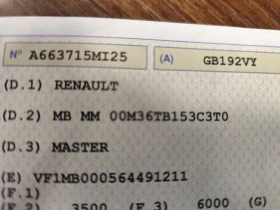 N° A663715MI25 (A) GB192VY
(D.1) RENAULT
(D.2) MB MM 00M36TB153C3T0
(D.3) MASTER
(E) VF1MB000564491211
(F.1)
(F.2) 3500 (F.3) 6000 (G)